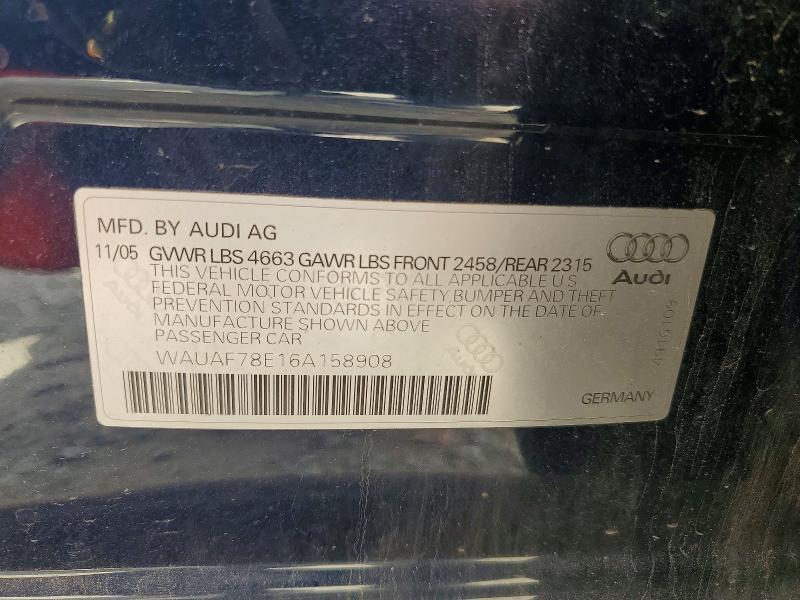 MFD. BY AUDI AG
11/05 GVWR LBS 4663 GAWR LBS FRONT 2458/REAR 2315
THIS VEHICLE CONFORMS TO ALL APPLICABLE U S
FEDERAL MOTOR VEHICLE SAFETY BUMPER AND THEFT
PREVENTION STANDARDS IN EFFECT ON THE DATE OF
MANUFACTURE SHOWN ABOVE
PASSENGER CAR
WAUAF78E16A158908
Audi
GERMANY